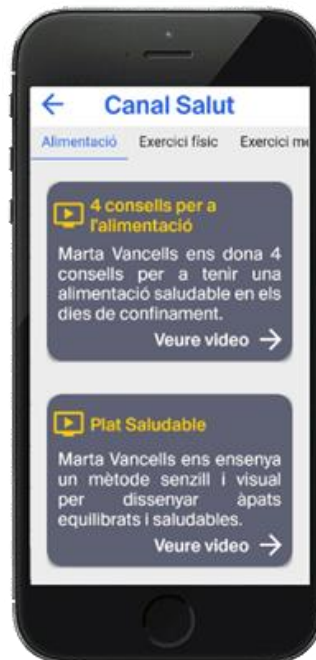 Canal Salut
Alimentació Exercici físic Exercici me
4 consells per a
l'alimentació
Marta Vancells ens dona 4
consells per a tenir una
alimentació saludable en els
dies de confinament.
Veure video
Plat Saludable
Marta Vancells ens ensenya
un mètode senzill i visual
per dissenyar àpats
equilibrats i saludables.
Veure video